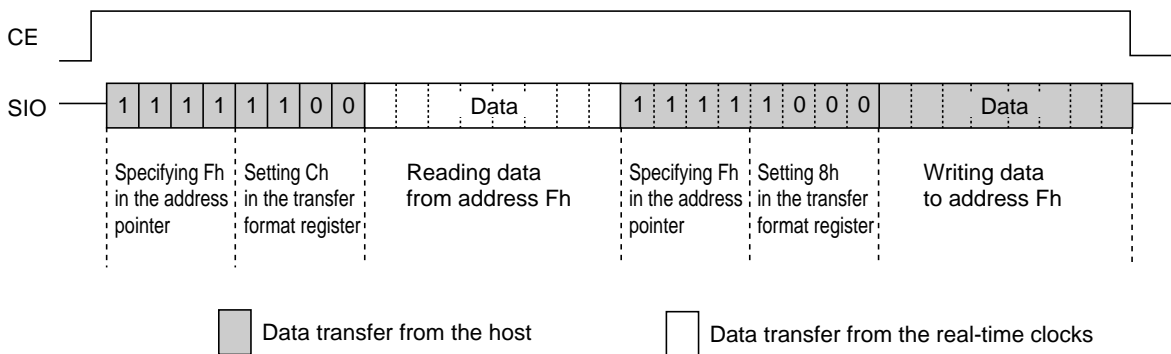 CE
SIO
1 1 1 1 1 1 0 0 Data 1 1 1 1 1 0 0 0 Data
Specifying Fh
in the address
pointer
Setting Ch
in the transfer
format register
Reading data
from address Fh
Specifying Fh
in the address
pointer
Setting 8h
in the transfer
format register
Writing data
to address Fh
Data transfer from the host
Data transfer from the real-time clocks